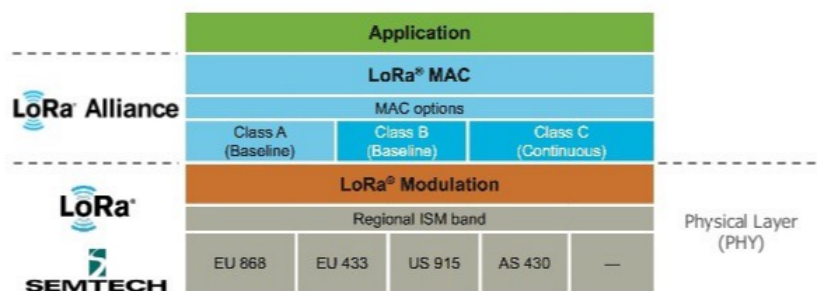 Application
LoRa® MAC
MAC options
LoRa Alliance
Class A
(Baseline)
Class B
(Baseline)
Class C
(Continuous)
LoRa® Modulation
LoRa®
Regional ISM band
Physical Layer
(PHY)
EU 868
EU 433
US 915
AS 430
—
SEMTECH